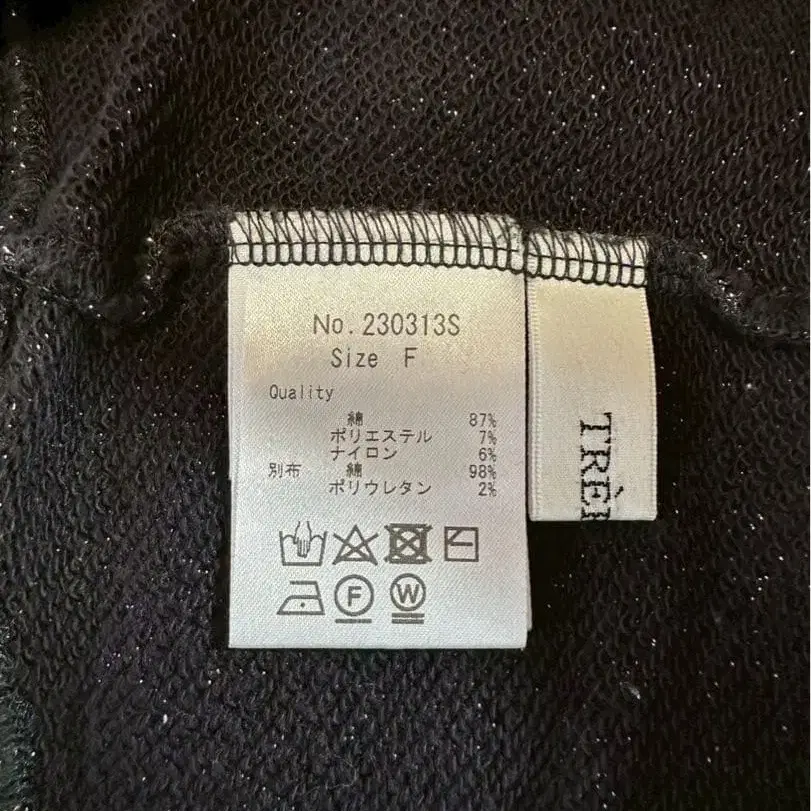 No. 230313S
Size F
Quality
綿 87%
ポリエステル 7%
ナイロン 6%
別布 綿 98%
ポリウレタン 2%
F W